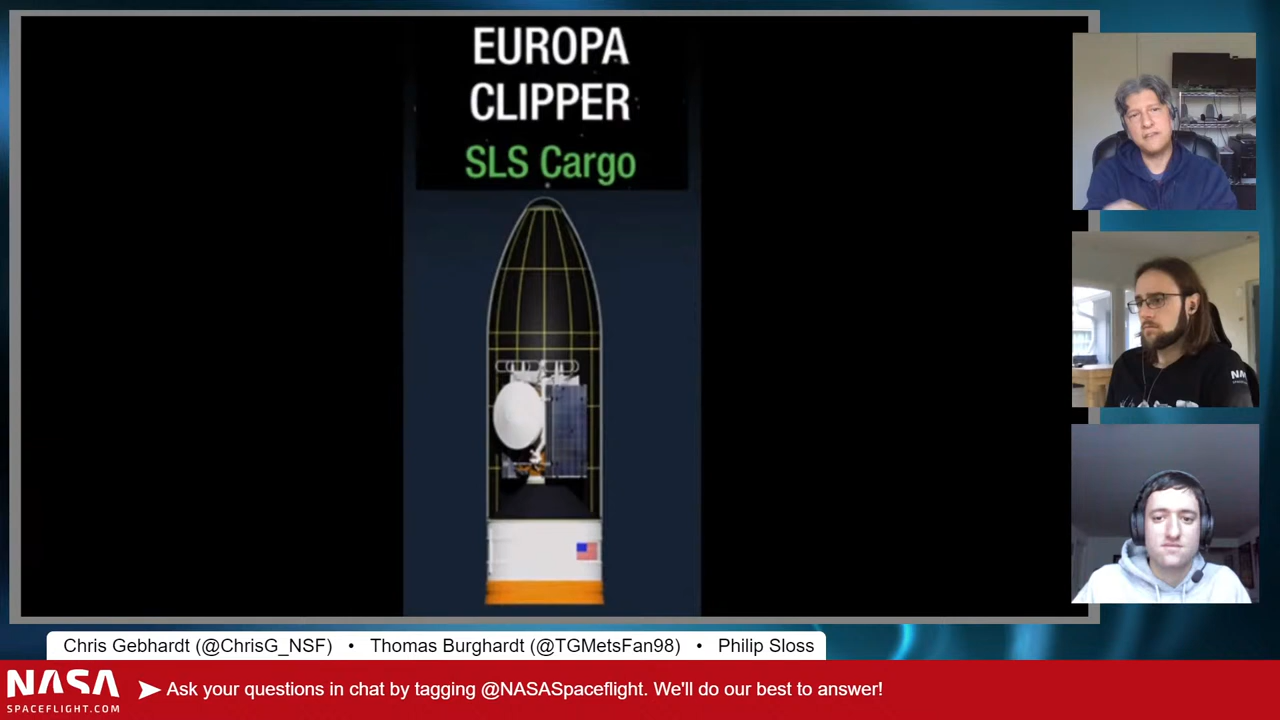 EUROPA
CLIPPER
SLS Cargo
Chris Gebhardt (@ChrisG_NSF) • Thomas Burghardt (@TGMetsFan98) • Philip Sloss
NASA
SPACEFLIGHT.COM
Ask your questions in chat by tagging @NASASpaceflight. We'll do our best to answer!